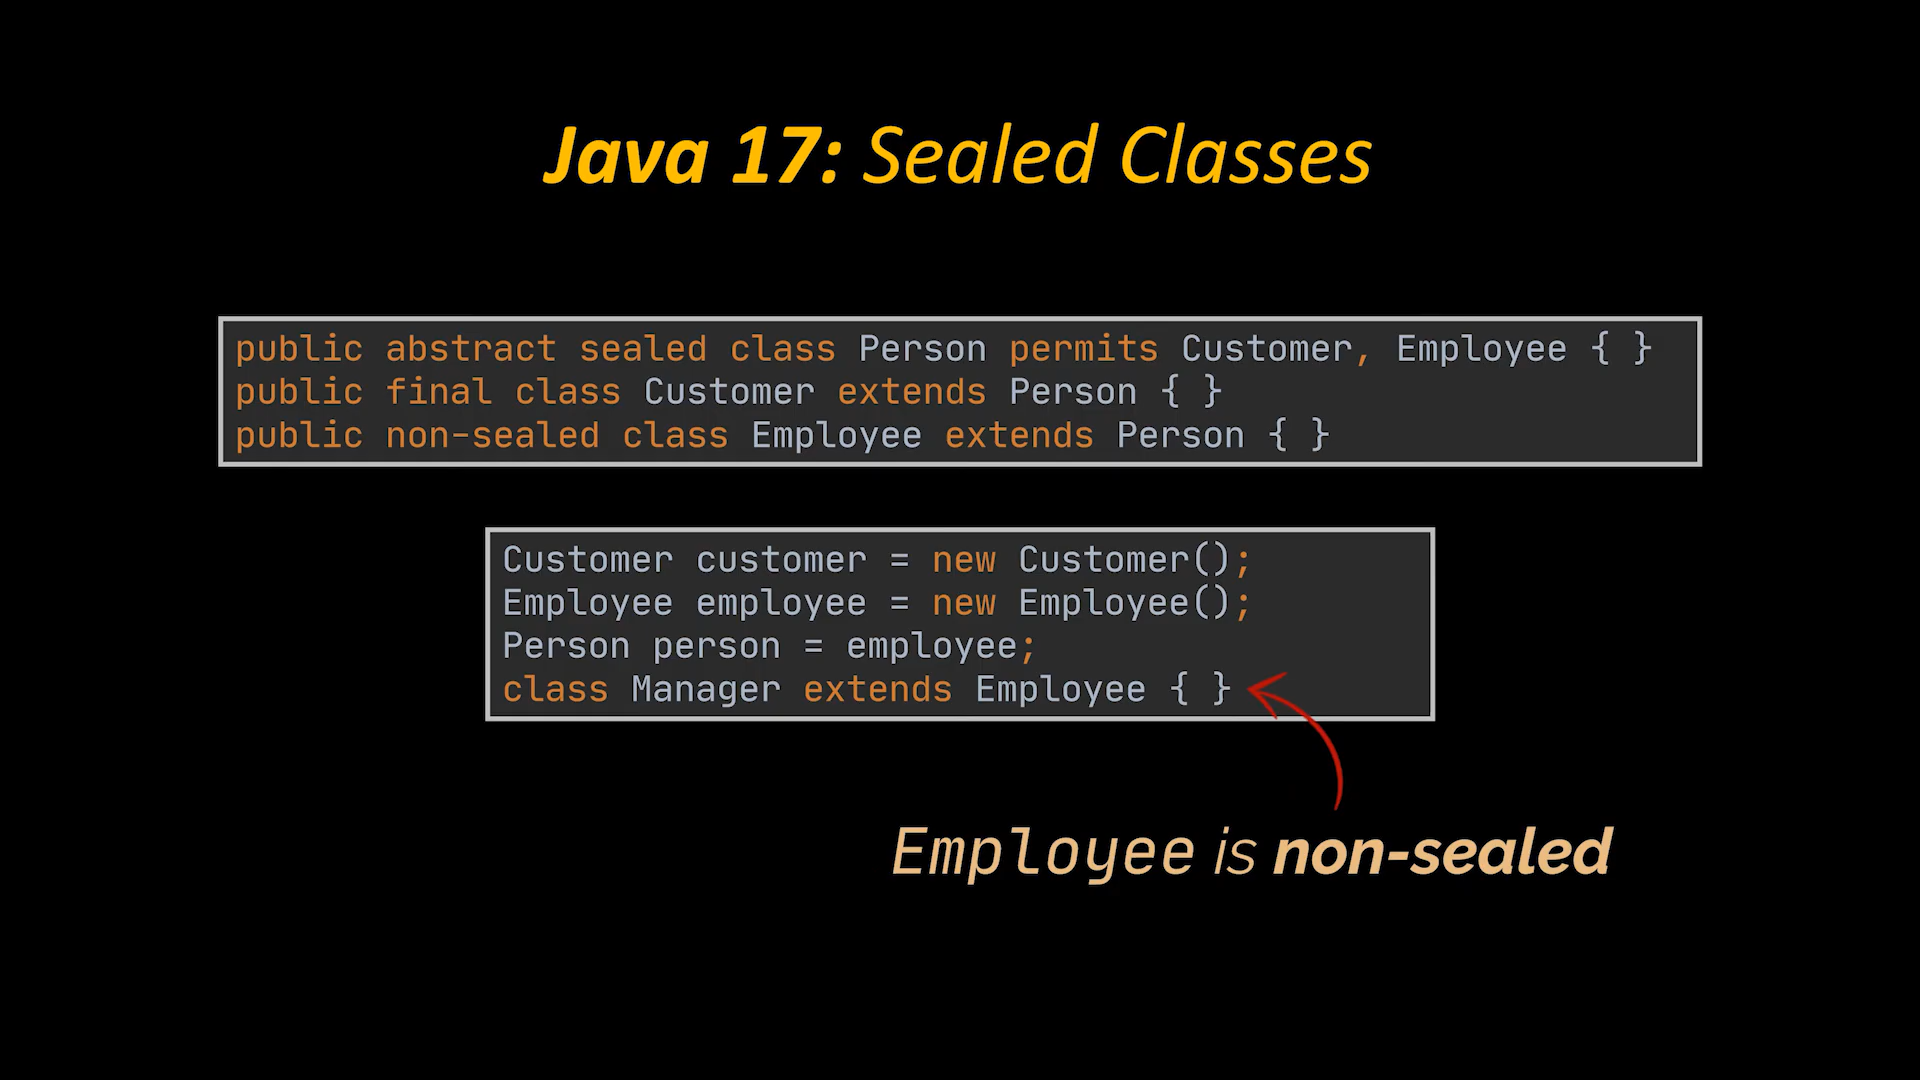 Java 17: Sealed Classes
public abstract sealed class Person permits Customer, Employee { }
public final class Customer extends Person { }
public non-sealed class Employee extends Person { }
Customer customer = new Customer();
Employee employee = new Employee();
Person person = employee;
class Manager extends Employee { }
Employee is non-sealed